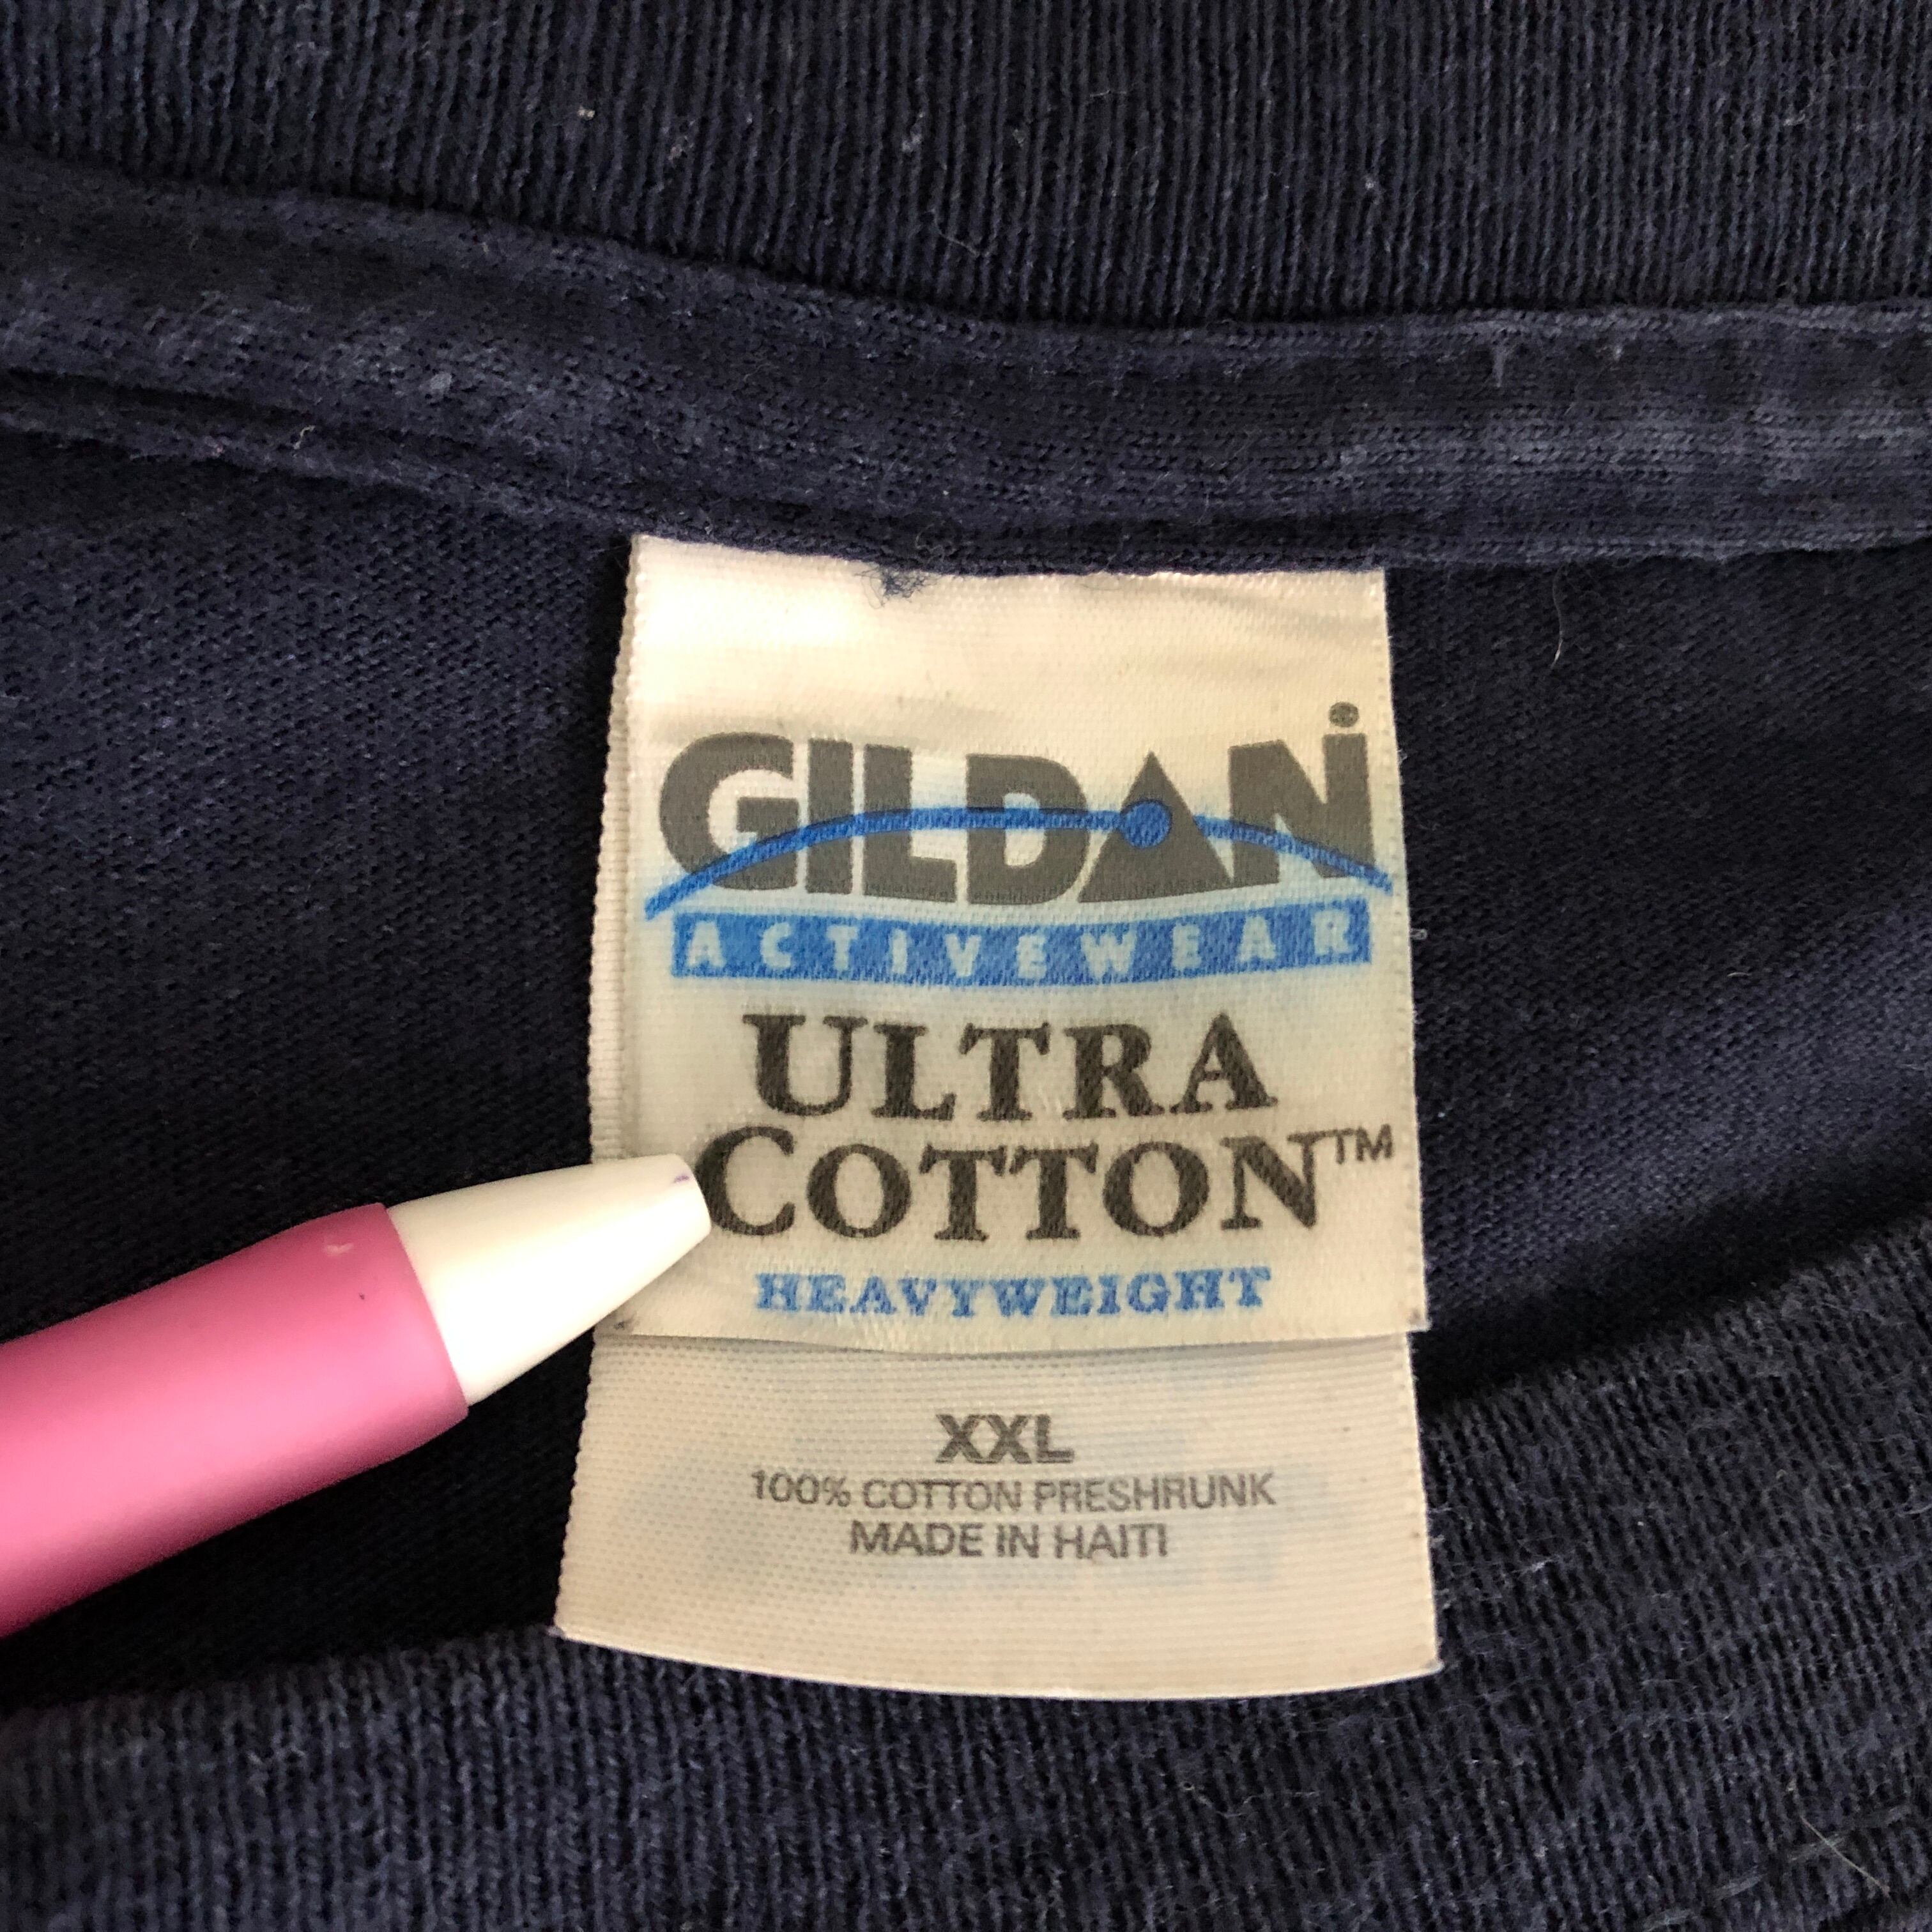 GILDAN
ACTIVEWEAR
ULTRA
COTTON™
HEAVYWEIGHT
XXL
100% COTTON PRESHRUNK
MADE IN HAITI